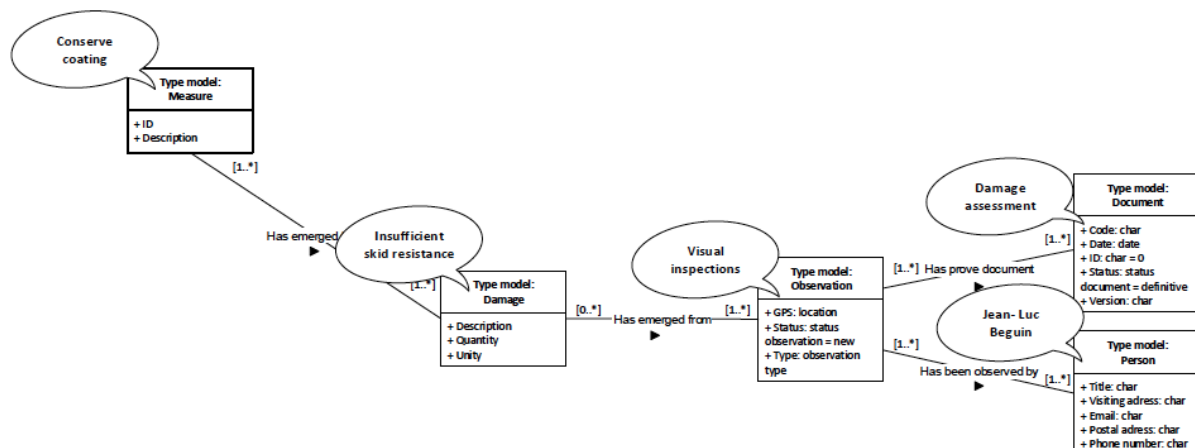 Conserve
coating
Type model:
Measure
+ ID
+ Description
[1..*]
Has emerged
Insufficient
skid resistance
[1..*]
Type model:
Damage
+ Description
+ Quantity
+ Unity
[0..*]
Has emerged from
[1..*]
Visual
inspections
Type model:
Observation
+ GPS: location
+ Status: status
observation = new
+ Type: observation
type
[1..*]
Has prove document
[1..*]
Damage
assessment
Type model:
Document
+ Code: char
+ Date: date
+ ID: char = 0
+ Status: status
document = definitive
+ Version: char
[1..*]
Has been observed by
[1..*]
Jean- Luc
Beguin
Type model:
Person
+ Title: char
+ Visiting adress: char
+ Email: char
+ Postal adress: char
+ Phone number: char